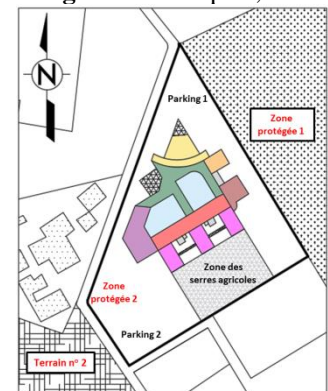 N
Parking 1
Zone
protégée 1
Zone des
serres agricoles
Zone
protégée 2
Parking 2
Terrain n° 2